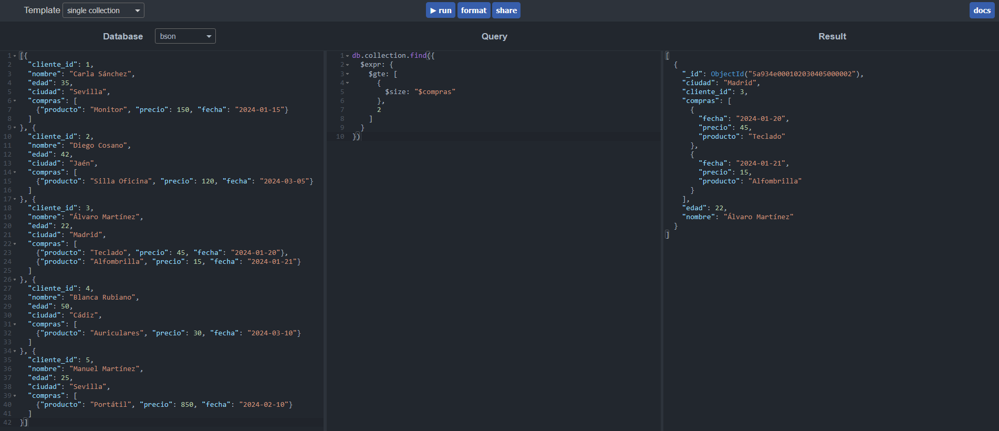 Template single collection ▶ run format share docs
Database bson Query Result
1 [{
2 "cliente_id": 1,
3 "nombre": "Carla Sánchez",
4 "edad": 35,
5 "ciudad": "Sevilla",
6 "compras": [
7 {"producto": "Monitor", "precio": 150, "fecha": "2024-01-15"}
8 ]
9 }, {
10 "cliente_id": 2,
11 "nombre": "Diego Cosano",
12 "edad": 42,
13 "ciudad": "Jaén",
14 "compras": [
15 {"producto": "Silla Oficina", "precio": 120, "fecha": "2024-03-05"}
16 ]
17 }, {
18 "cliente_id": 3,
19 "nombre": "Álvaro Martínez",
20 "edad": 22,
21 "ciudad": "Madrid",
22 "compras": [
23 {"producto": "Teclado", "precio": 45, "fecha": "2024-01-20"},
24 {"producto": "Alfombrilla", "precio": 15, "fecha": "2024-01-21"}
25 ]
26 }, {
27 "cliente_id": 4,
28 "nombre": "Blanca Rubiano",
29 "edad": 50,
30 "ciudad": "Cádiz",
31 "compras": [
32 {"producto": "Auriculares", "precio": 30, "fecha": "2024-03-10"}
33 ]
34 }, {
35 "cliente_id": 5,
36 "nombre": "Manuel Martínez",
37 "edad": 25,
38 "ciudad": "Sevilla",
39 "compras": [
40 {"producto": "Portátil", "precio": 850, "fecha": "2024-02-10"}
41 ]
42 }]
1 db.collection.find({
2 $expr: {
3 $gte: [
4 {
5 $size: "$compras"
6 },
7 2
8 ]
9 }
10 })
[
{
"_id": ObjectId("5a934e000102030405000002"),
"ciudad": "Madrid",
"cliente_id": 3,
"compras": [
{
"fecha": "2024-01-20",
"precio": 45,
"producto": "Teclado"
},
{
"fecha": "2024-01-21",
"precio": 15,
"producto": "Alfombrilla"
}
],
"edad": 22,
"nombre": "Álvaro Martínez"
}
]